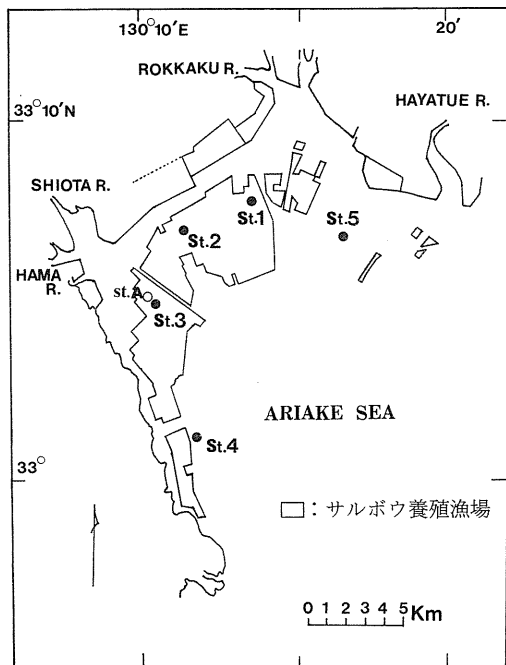 130°10'E
20'
ROKKAKU R.
33°10'N
HAYATUE R.
SHIOTA R.
St.1
St.5
St.2
HAMA
R.
st.A
St.3
ARIAKE SEA
St.4
33°
□：サルボウ養殖漁場
0 1 2 3 4 5 Km